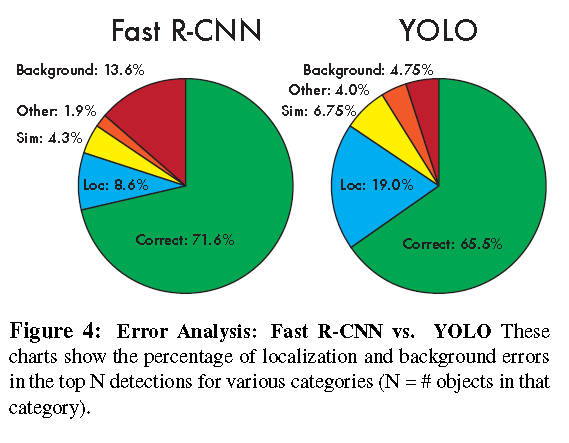 Fast R-CNN
YOLO
Background: 13.6%
Other: 1.9%
Sim: 4.3%
Loc: 8.6%
Correct: 71.6%
Background: 4.75%
Other: 4.0%
Sim: 6.75%
Loc: 19.0%
Correct: 65.5%
Figure 4: Error Analysis: Fast R-CNN vs. YOLO These
charts show the percentage of localization and background errors
in the top N detections for various categories (N = # objects in that
category).